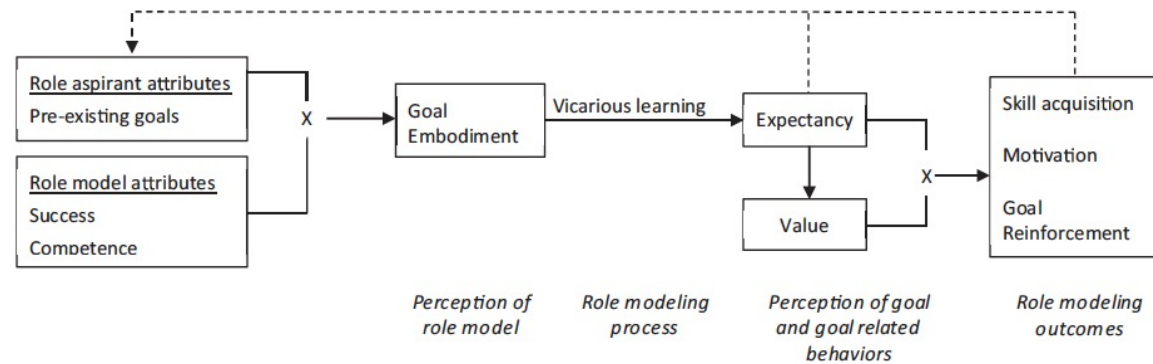 Role aspirant attributes
Pre-existing goals
X
Role model attributes
Success
Competence
Goal
Embodiment
Vicarious learning
Expectancy
Value
X
Skill acquisition
Motivation
Goal
Reinforcement
Perception of
role model
Role modeling
process
Perception of goal
and goal related
behaviors
Role modeling
outcomes